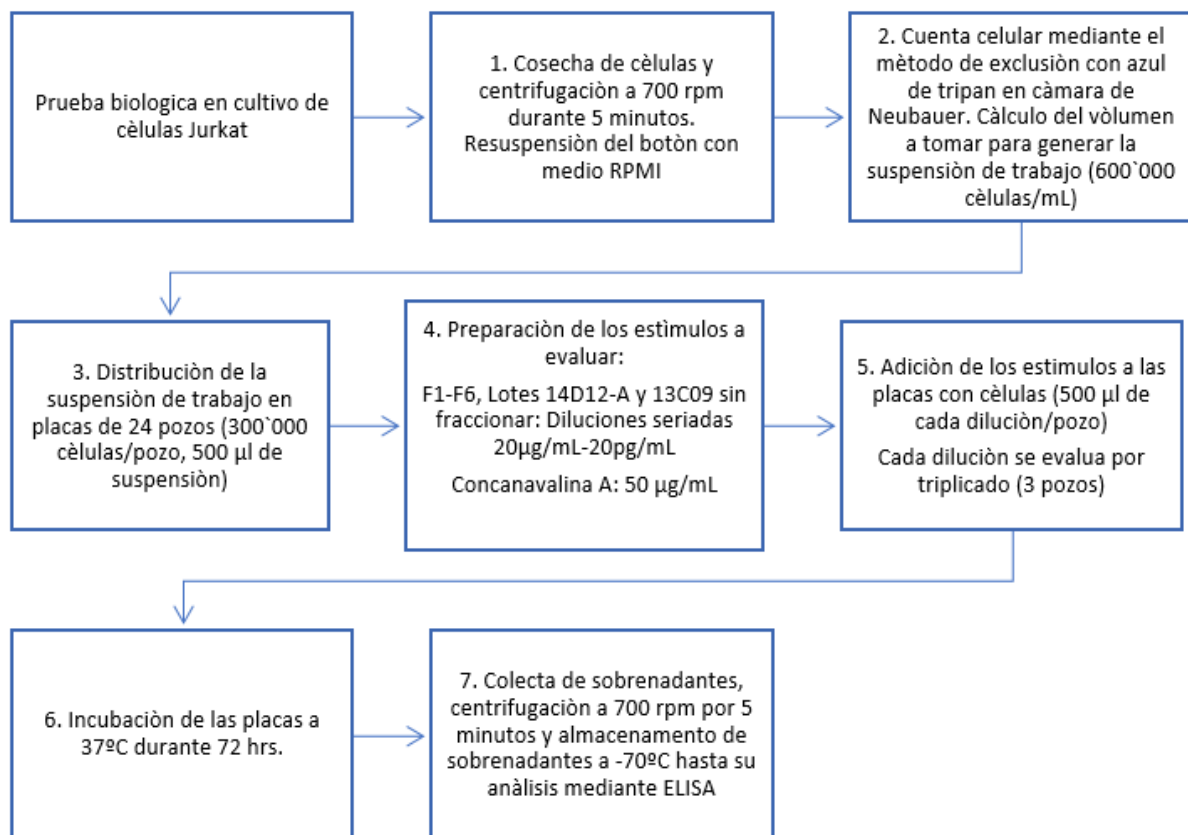 Prueba biologica en cultivo de
cèlulas Jurkat
1. Cosecha de cèlulas y
centrifugaciòn a 700 rpm
durante 5 minutos.
Resuspensiòn del botòn con
medio RPMI
2. Cuenta celular mediante el
mètodo de exclusiòn con azul
de tripan en càmara de
Neubauer. Càlculo del vòlumen
a tomar para generar la
suspensiòn de trabajo (600`000
cèlulas/mL)
3. Distribuciòn de la
suspensiòn de trabajo en
placas de 24 pozos (300`000
cèlulas/pozo, 500 µl de
suspensiòn)
4. Preparaciòn de los estìmulos a
evaluar:
F1-F6, Lotes 14D12-A y 13C09 sin
fraccionar: Diluciones seriadas
20µg/mL-20pg/mL
Concanavalina A: 50 µg/mL
5. Adiciòn de los estimulos a las
placas con cèlulas (500 µl de
cada diluciòn/pozo)
Cada diluciòn se evalua por
triplicado (3 pozos)
6. Incubaciòn de las placas a
37ºC durante 72 hrs.
7. Colecta de sobrenadantes,
centrifugaciòn a 700 rpm por 5
minutos y almacenamento de
sobrenadantes a -70ºC hasta su
anàlisis mediante ELISA